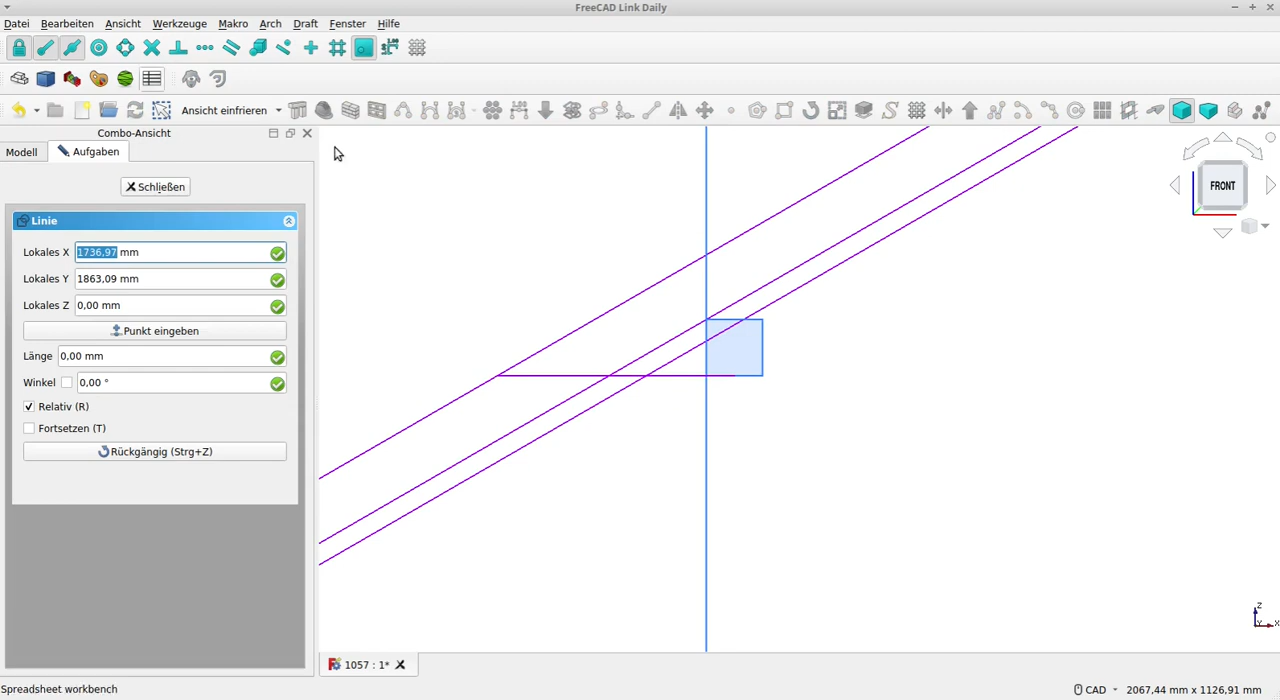 FreeCAD Link Daily
Datei Bearbeiten Ansicht Werkzeuge Makro Arch Draft Fenster Hilfe
Ansicht einfrieren
Combo-Ansicht
Modell Aufgaben
Schließen
Linie
Lokales X 1736,97 mm
Lokales Y 1863,09 mm
Lokales Z 0,00 mm
Punkt eingeben
Länge 0,00 mm
Winkel 0,00 °
Relativ (R)
Fortsetzen (T)
Rückgängig (Strg+Z)
FRONT
Z
Y X
1057 : 1*
Spreadsheet workbench
CAD 2067,44 mm x 1126,91 mm